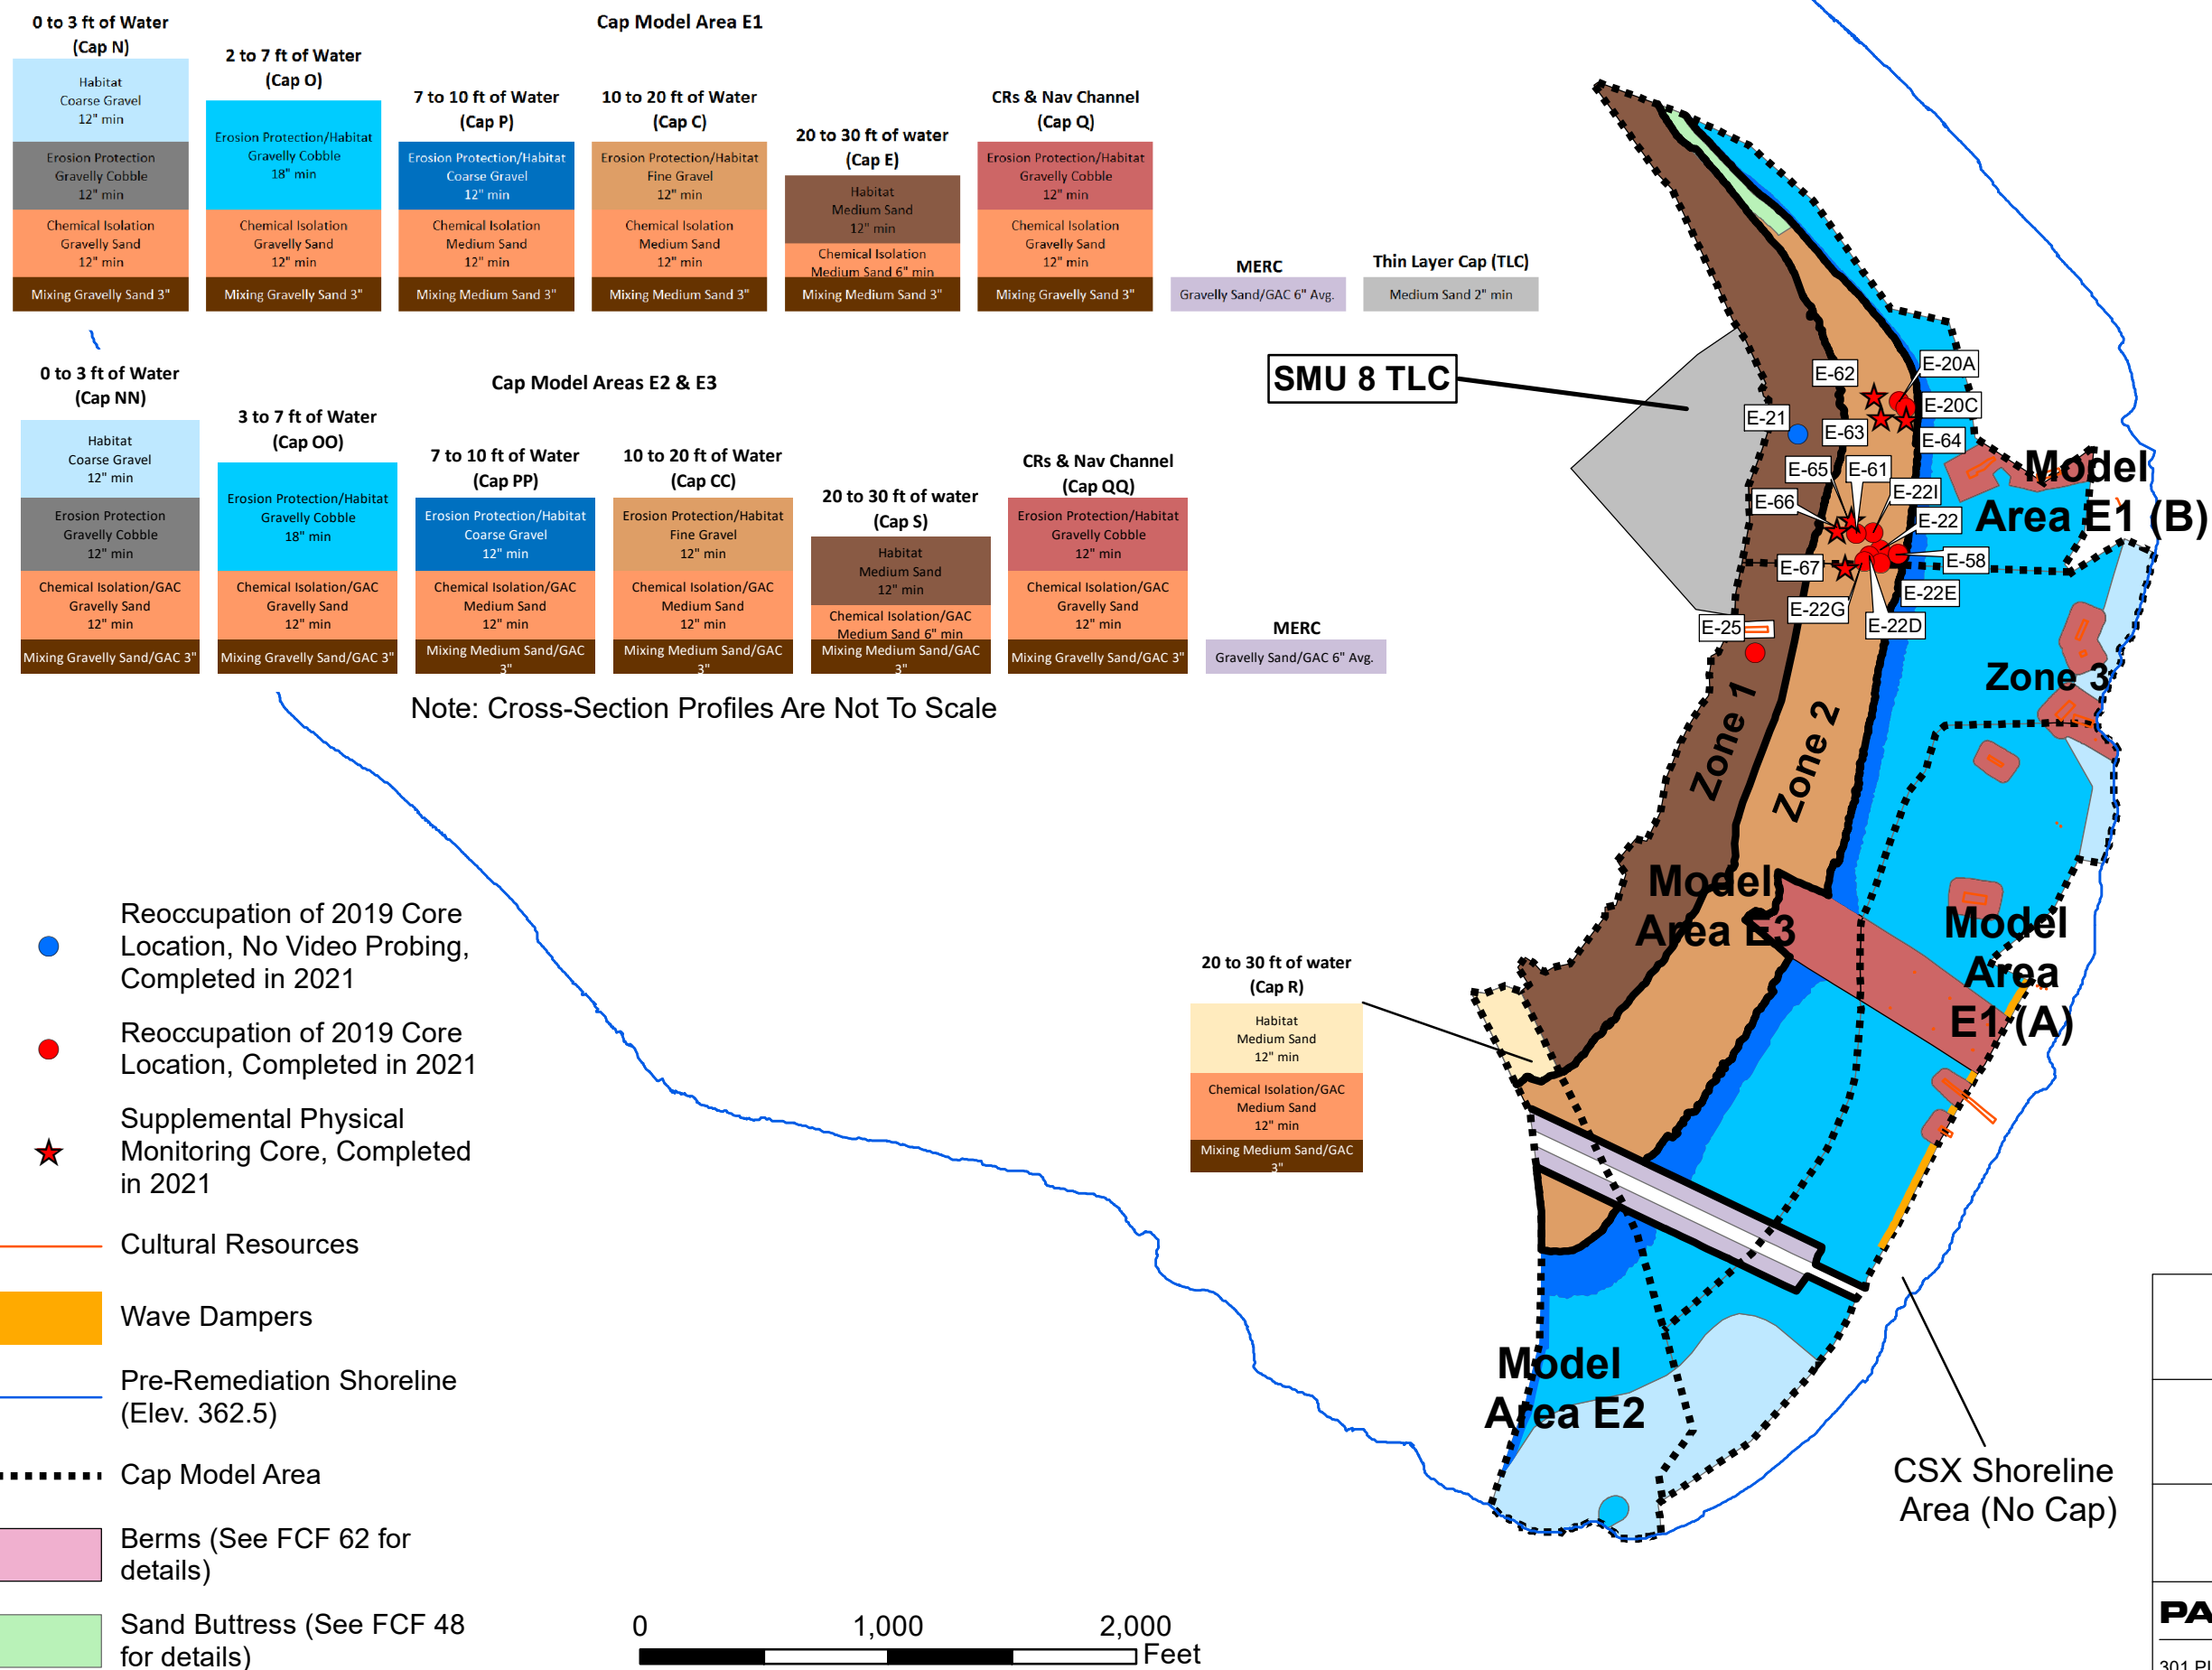 Cap Model Area E1
0 to 3 ft of Water
(Cap N)
Habitat
Coarse Gravel
12" min
Erosion Protection
Gravelly Cobble
12" min
Chemical Isolation
Gravelly Sand
12" min
Mixing Gravelly Sand 3"
2 to 7 ft of Water
(Cap O)
Erosion Protection/Habitat
Gravelly Cobble
18" min
Chemical Isolation
Gravelly Sand
12" min
Mixing Gravelly Sand 3"
7 to 10 ft of Water
(Cap P)
Erosion Protection/Habitat
Coarse Gravel
12" min
Chemical Isolation
Medium Sand
12" min
Mixing Medium Sand 3"
10 to 20 ft of Water
(Cap C)
Erosion Protection/Habitat
Fine Gravel
12" min
Chemical Isolation
Medium Sand
12" min
Mixing Medium Sand 3"
20 to 30 ft of water
(Cap E)
Habitat
Medium Sand
12" min
Chemical Isolation
Medium Sand 6" min
Mixing Medium Sand 3"
CRs & Nav Channel
(Cap Q)
Erosion Protection/Habitat
Gravelly Cobble
12" min
Chemical Isolation
Gravelly Sand
12" min
Mixing Gravelly Sand 3"
MERC
Gravelly Sand/GAC 6" Avg.
Thin Layer Cap (TLC)
Medium Sand 2" min
Cap Model Areas E2 & E3
0 to 3 ft of Water
(Cap NN)
Habitat
Coarse Gravel
12" min
Erosion Protection
Gravelly Cobble
12" min
Chemical Isolation/GAC
Gravelly Sand
12" min
Mixing Gravelly Sand/GAC 3"
3 to 7 ft of Water
(Cap OO)
Erosion Protection/Habitat
Gravelly Cobble
18" min
Chemical Isolation/GAC
Gravelly Sand
12" min
Mixing Gravelly Sand/GAC 3"
7 to 10 ft of Water
(Cap PP)
Erosion Protection/Habitat
Coarse Gravel
12" min
Chemical Isolation/GAC
Medium Sand
12" min
Mixing Medium Sand/GAC
3"
10 to 20 ft of Water
(Cap CC)
Erosion Protection/Habitat
Fine Gravel
12" min
Chemical Isolation/GAC
Medium Sand
12" min
Mixing Medium Sand/GAC
3"
20 to 30 ft of water
(Cap S)
Habitat
Medium Sand
12" min
Chemical Isolation/GAC
Medium Sand 6" min
Mixing Medium Sand/GAC
3"
CRs & Nav Channel
(Cap QQ)
Erosion Protection/Habitat
Gravelly Cobble
12" min
Chemical Isolation/GAC
Gravelly Sand
12" min
Mixing Gravelly Sand/GAC 3"
MERC
Gravelly Sand/GAC 6" Avg.
Note: Cross-Section Profiles Are Not To Scale
SMU 8 TLC
E-62
E-20A
E-20C
E-21
E-63
E-64
E-65
E-61
E-22I
E-66
E-22
E-67
E-58
E-22E
E-22G
E-22D
E-25
Model
Area E1 (B)
Zone 3
Zone 1
Zone 2
Model
Area E3
Model
Area
E1 (A)
20 to 30 ft of water
(Cap R)
Habitat
Medium Sand
12" min
Chemical Isolation/GAC
Medium Sand
12" min
Mixing Medium Sand/GAC
3"
Model
Area E2
CSX Shoreline
Area (No Cap)
Reoccupation of 2019 Core
Location, No Video Probing,
Completed in 2021
Reoccupation of 2019 Core
Location, Completed in 2021
Supplemental Physical
Monitoring Core, Completed
in 2021
Cultural Resources
Wave Dampers
Pre-Remediation Shoreline
(Elev. 362.5)
Cap Model Area
Berms (See FCF 62 for
details)
Sand Buttress (See FCF 48
for details)
0 1,000 2,000
Feet
PA
301